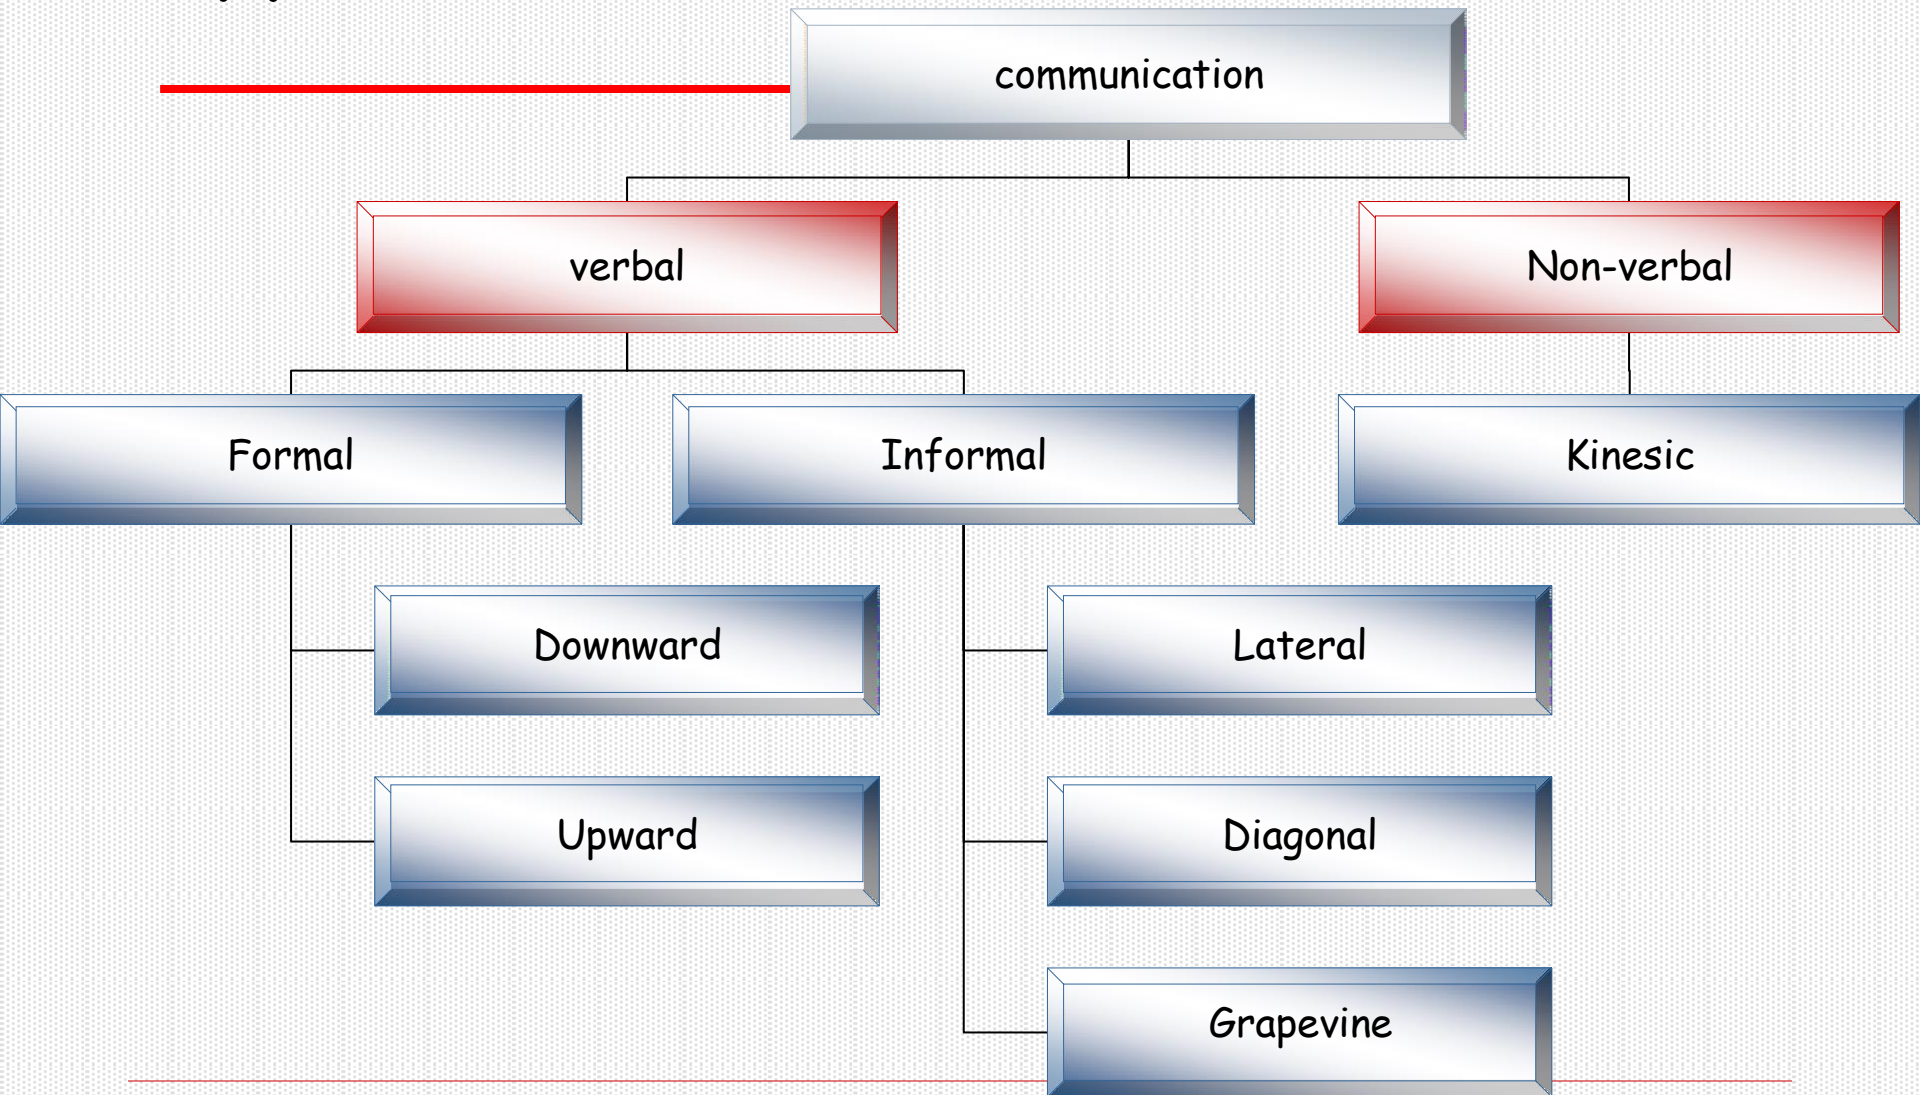 communication
verbal
Non-verbal
Formal
Informal
Kinesic
Downward
Lateral
Upward
Diagonal
Grapevine